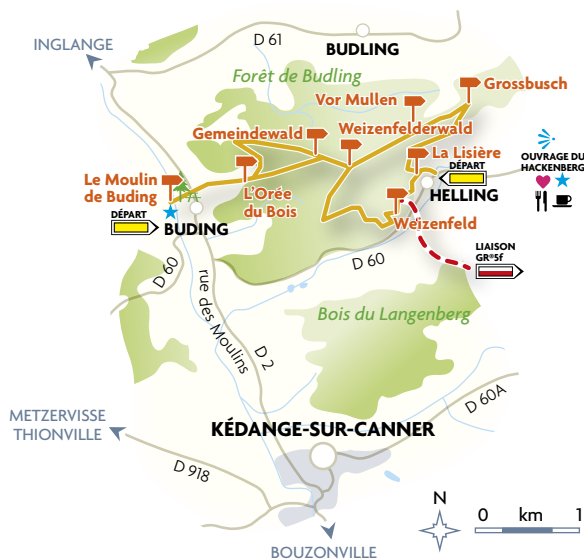 INGLANGE
D 61
BUDLING
Forêt de Budling
Grossbusch
Vor Mullen
Gemeindewald
Weizenfelderwald
La Lisière
OUVRAGE DU
HACKENBERG
DÉPART
Le Moulin
de Buding
L'Orée
du Bois
HELLING
DÉPART
BUDING
Weizenfeld
LIAISON
GR®5f
D 60
D 60
rue des Moulins
Bois du Langenberg
D 2
D 60A
METZERVISSE
THIONVILLE
KÉDANGE-SUR-CANNER
D 918
N
0 km 1
BOUZONVILLE